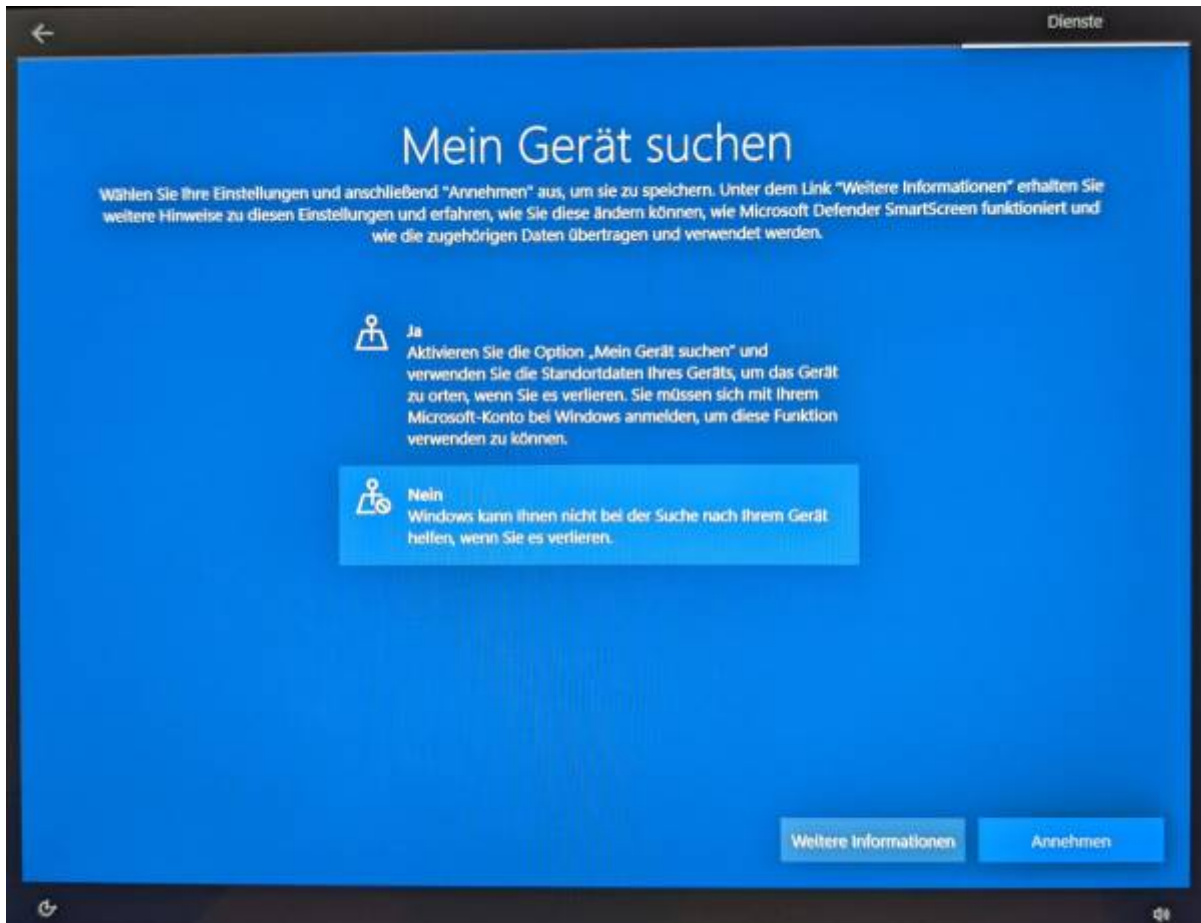 Dienste
Mein Gerät suchen
Wählen Sie Ihre Einstellungen und anschließend "Annehmen" aus, um sie zu speichern. Unter dem Link "Weitere Informationen" erhalten Sie
weitere Hinweise zu diesen Einstellungen und erfahren, wie Sie diese ändern können, wie Microsoft Defender SmartScreen funktioniert und
wie die zugehörigen Daten übertragen und verwendet werden.
Ja
Aktivieren Sie die Option „Mein Gerät suchen" und
verwenden Sie die Standortdaten Ihres Geräts, um das Gerät
zu orten, wenn Sie es verlieren. Sie müssen sich mit Ihrem
Microsoft-Konto bei Windows anmelden, um diese Funktion
verwenden zu können.
Nein
Windows kann Ihnen nicht bei der Suche nach Ihrem Gerät
helfen, wenn Sie es verlieren.
Weitere Informationen
Annehmen